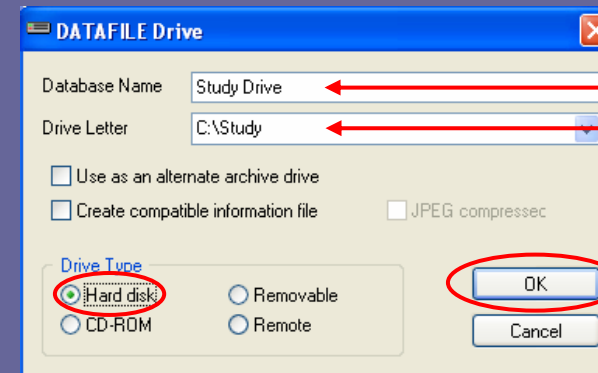 DATAFILE Drive
Database Name Study Drive
Drive Letter C:\Study
Use as an alternate archive drive
Create compatible information file JPEG compressec
Drive Type
Hard disk Removable
CD-ROM Remote
OK
Cancel